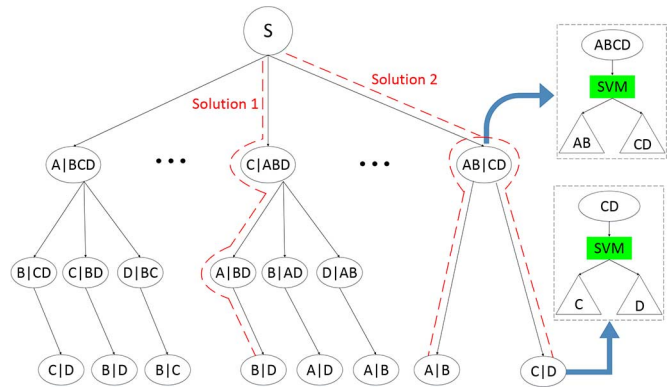 S
ABCD
SVM
AB
CD
Solution 1
Solution 2
A|BCD
...
C|ABD
...
AB|CD
CD
SVM
C
D
B|CD
C|BD
D|BC
A|BD
B|AD
D|AB
C|D
B|D
B|C
B|D
A|D
A|B
A|B
C|D